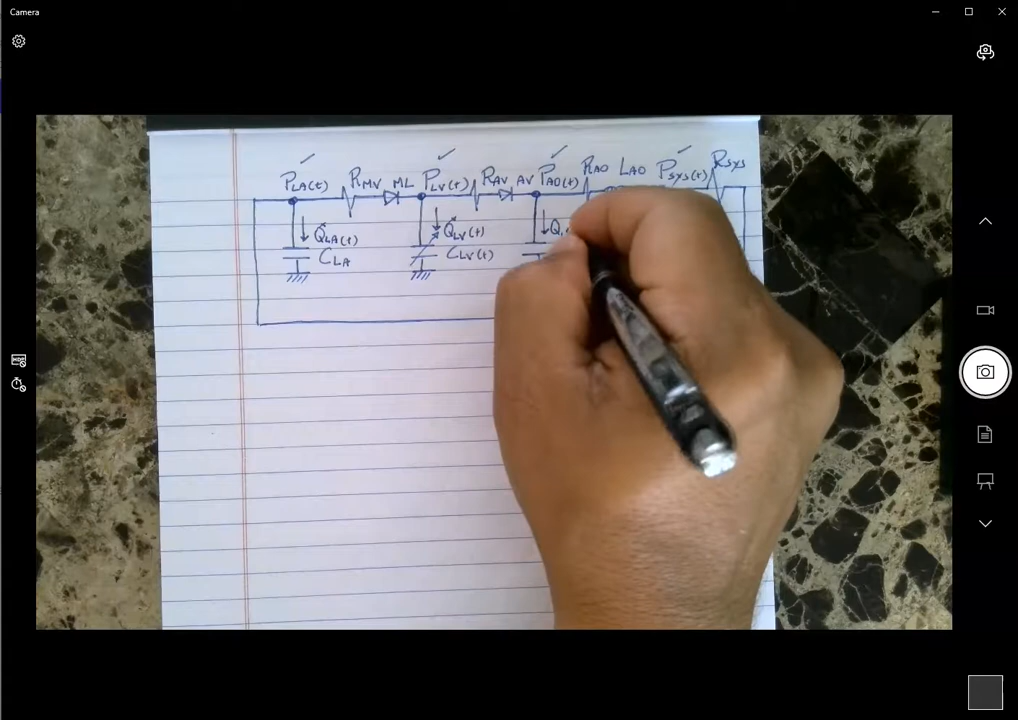 Camera
PLA(t) RMV ML PLV(t) RAV AV PAO(t) RAO LAO Psys(t) Rsys
QLA(t) QLV(t)
CLA CLV(t)